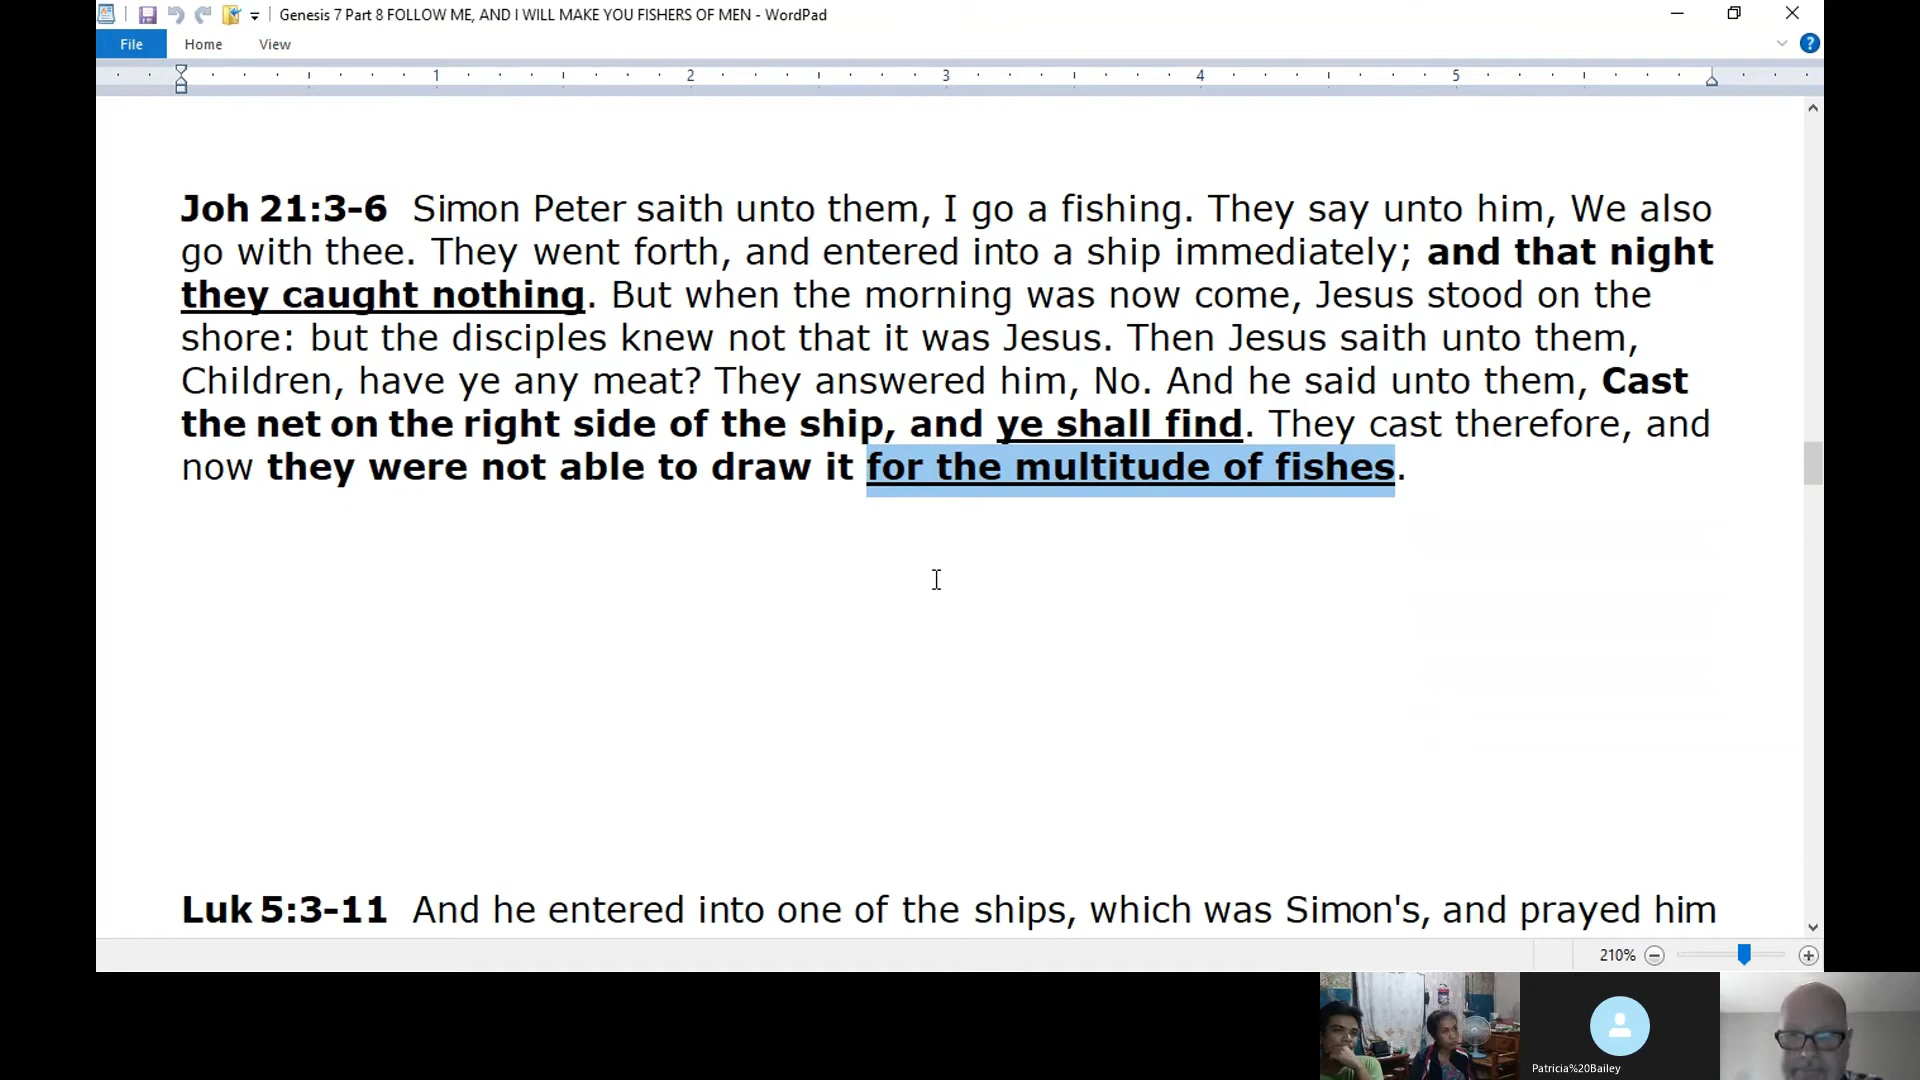 Genesis 7 Part 8 FOLLOW ME, AND I WILL MAKE YOU FISHERS OF MEN - WordPad
File Home View
1 2 3 4 5
Joh 21:3-6 Simon Peter saith unto them, I go a fishing. They say unto him, We also
go with thee. They went forth, and entered into a ship immediately; and that night
they caught nothing. But when the morning was now come, Jesus stood on the
shore: but the disciples knew not that it was Jesus. Then Jesus saith unto them,
Children, have ye any meat? They answered him, No. And he said unto them, Cast
the net on the right side of the ship, and ye shall find. They cast therefore, and
now they were not able to draw it for the multitude of fishes.
Luk 5:3-11 And he entered into one of the ships, which was Simon's, and prayed him
210%
Patricia%20Bailey